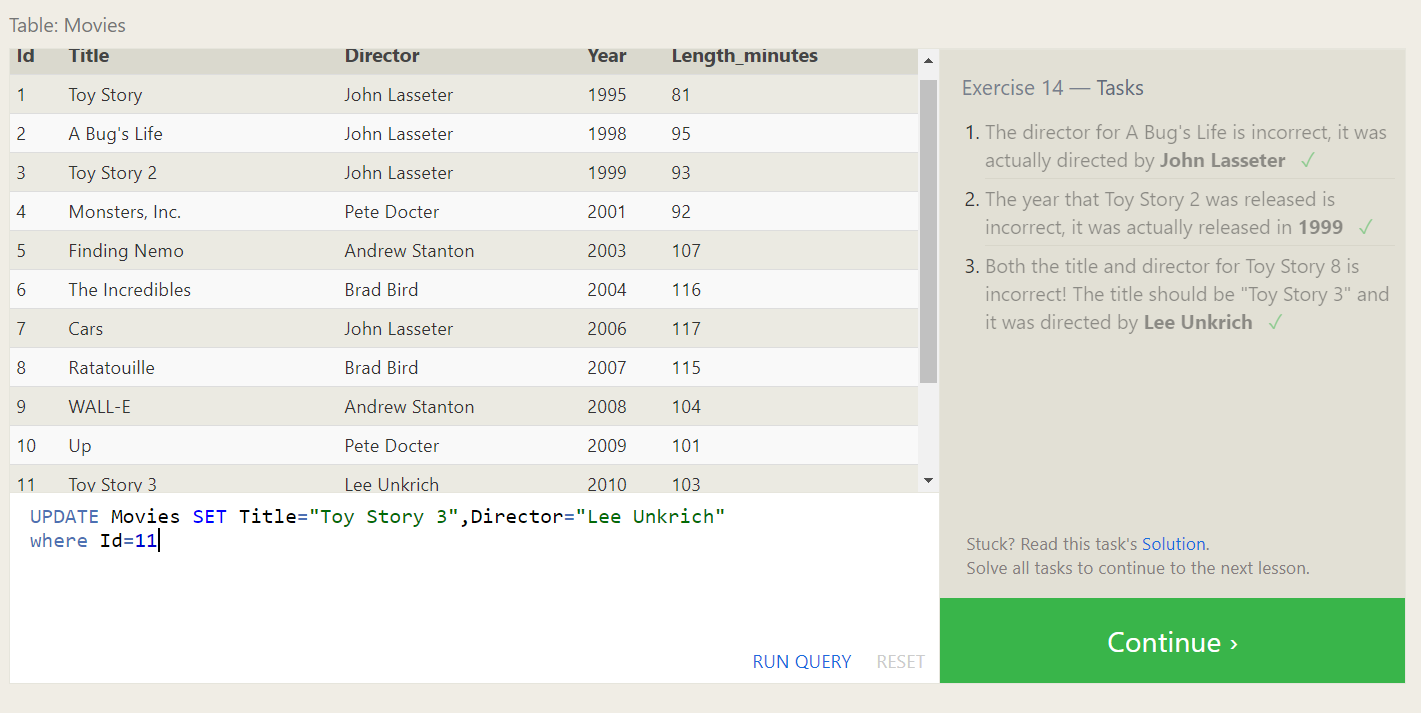 Table: Movies
Id Title Director Year Length_minutes
1 Toy Story John Lasseter 1995 81
2 A Bug's Life John Lasseter 1998 95
3 Toy Story 2 John Lasseter 1999 93
4 Monsters, Inc. Pete Docter 2001 92
5 Finding Nemo Andrew Stanton 2003 107
6 The Incredibles Brad Bird 2004 116
7 Cars John Lasseter 2006 117
8 Ratatouille Brad Bird 2007 115
9 WALL-E Andrew Stanton 2008 104
10 Up Pete Docter 2009 101
11 Toy Story 3 Lee Unkrich 2010 103
UPDATE Movies SET Title="Toy Story 3",Director="Lee Unkrich"
where Id=11
RUN QUERY RESET
Exercise 14 — Tasks
1. The director for A Bug's Life is incorrect, it was
actually directed by John Lasseter ✓
2. The year that Toy Story 2 was released is
incorrect, it was actually released in 1999 ✓
3. Both the title and director for Toy Story 8 is
incorrect! The title should be "Toy Story 3" and
it was directed by Lee Unkrich ✓
Stuck? Read this task's Solution.
Solve all tasks to continue to the next lesson.
Continue ›